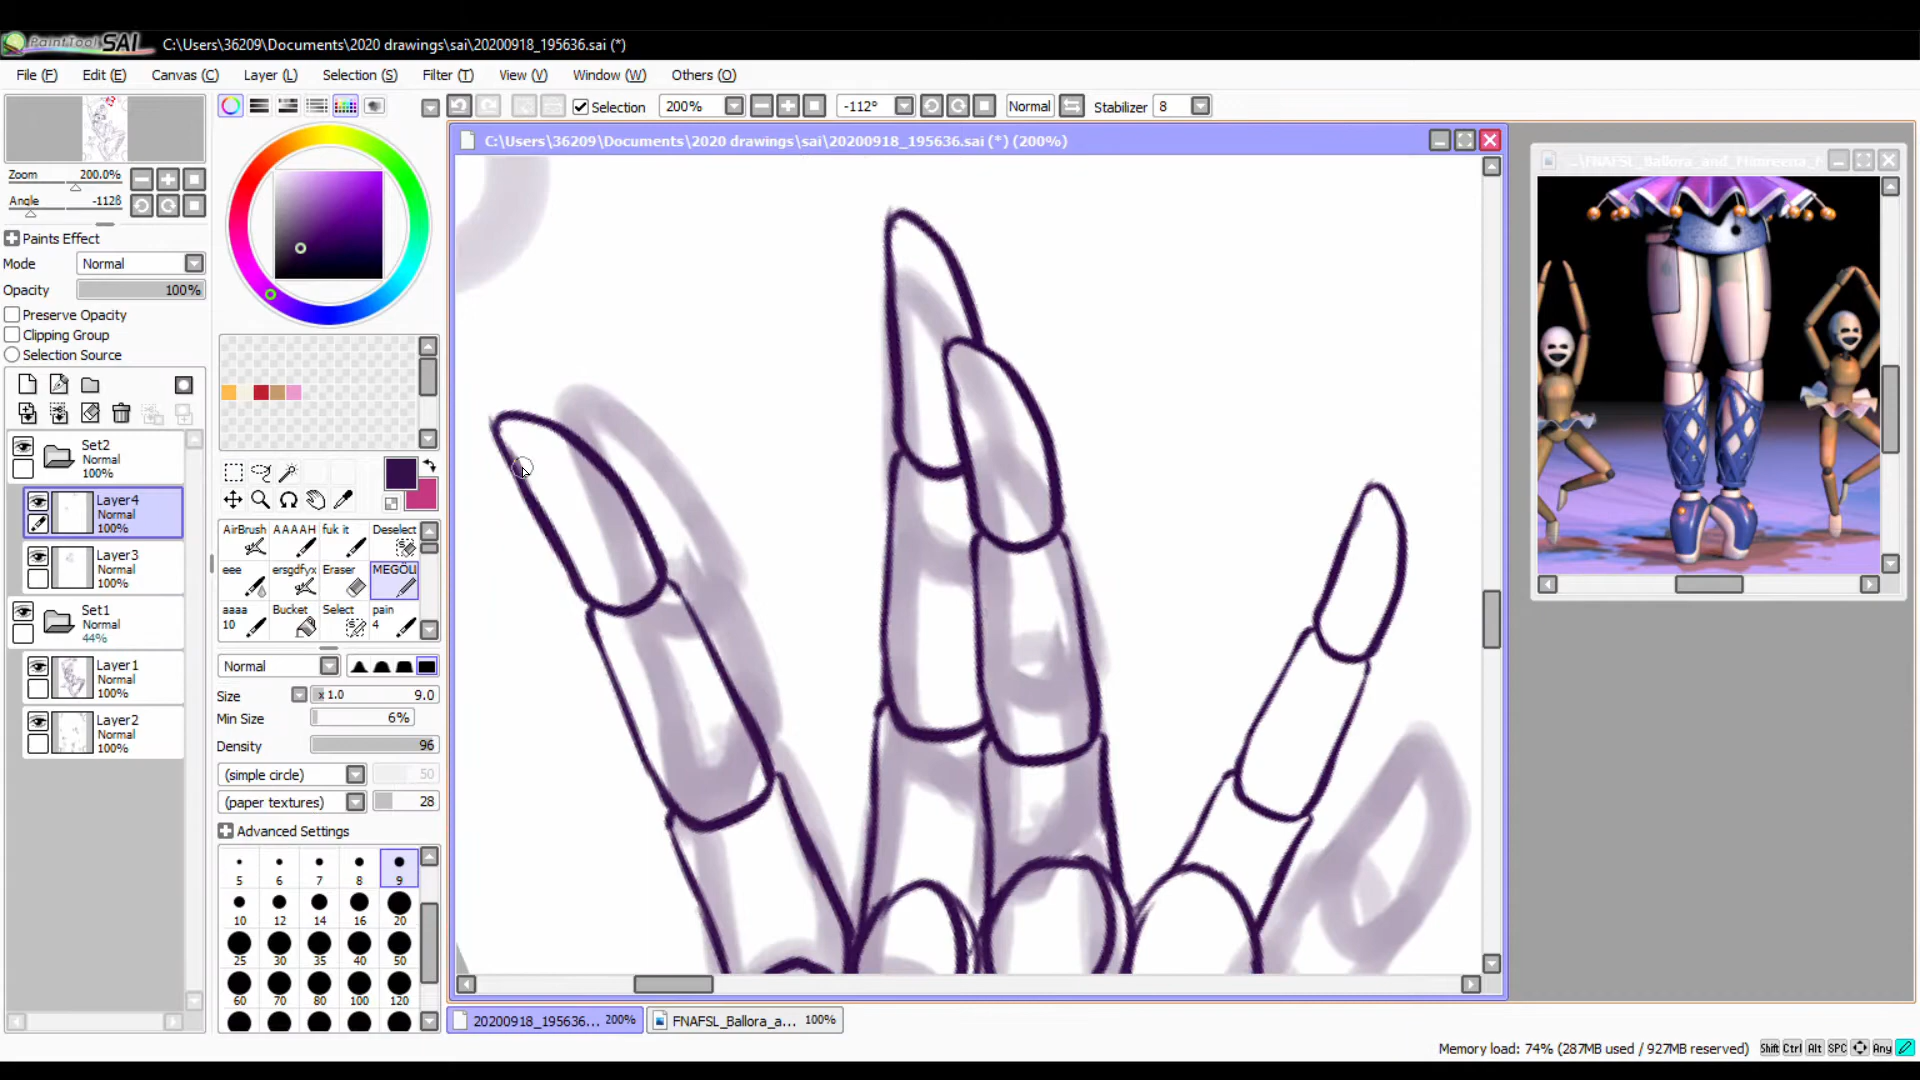 PaintTool SAI C:\Users\36209\Documents\2020 drawings\sai\20200918_195636.sai (*)
File (F) Edit (E) Canvas (C) Layer (L) Selection (S) Filter (T) View (V) Window (W) Others (O)
Selection 200% -112° Normal Stabilizer 8
C:\Users\36209\Documents\2020 drawings\sai\20200918_195636.sai (*) (200%)
Zoom 200.0%
Angle -1128
Paints Effect
Mode Normal
Opacity 100%
Preserve Opacity
Clipping Group
Selection Source
Set2
Normal
100%
Layer4
Normal
100%
Layer3
Normal
100%
Set1
Normal
44%
Layer1
Normal
100%
Layer2
Normal
100%
AirBrush AAAAH fuk it Deselect
eee ersgdfyx Eraser MEGÖLI
aaaa Bucket Select pain
10 4
Normal
Size x 1.0 9.0
Min Size 6%
Density 96
(simple circle) 50
(paper textures) 28
Advanced Settings
5 6 7 8 9
10 12 14 16 20
25 30 35 40 50
60 70 80 100 120
20200918_195636... 200% FNAFSL_Ballora_a... 100%
Memory load: 74% (287MB used / 927MB reserved) Shift Ctrl Alt SPC Any